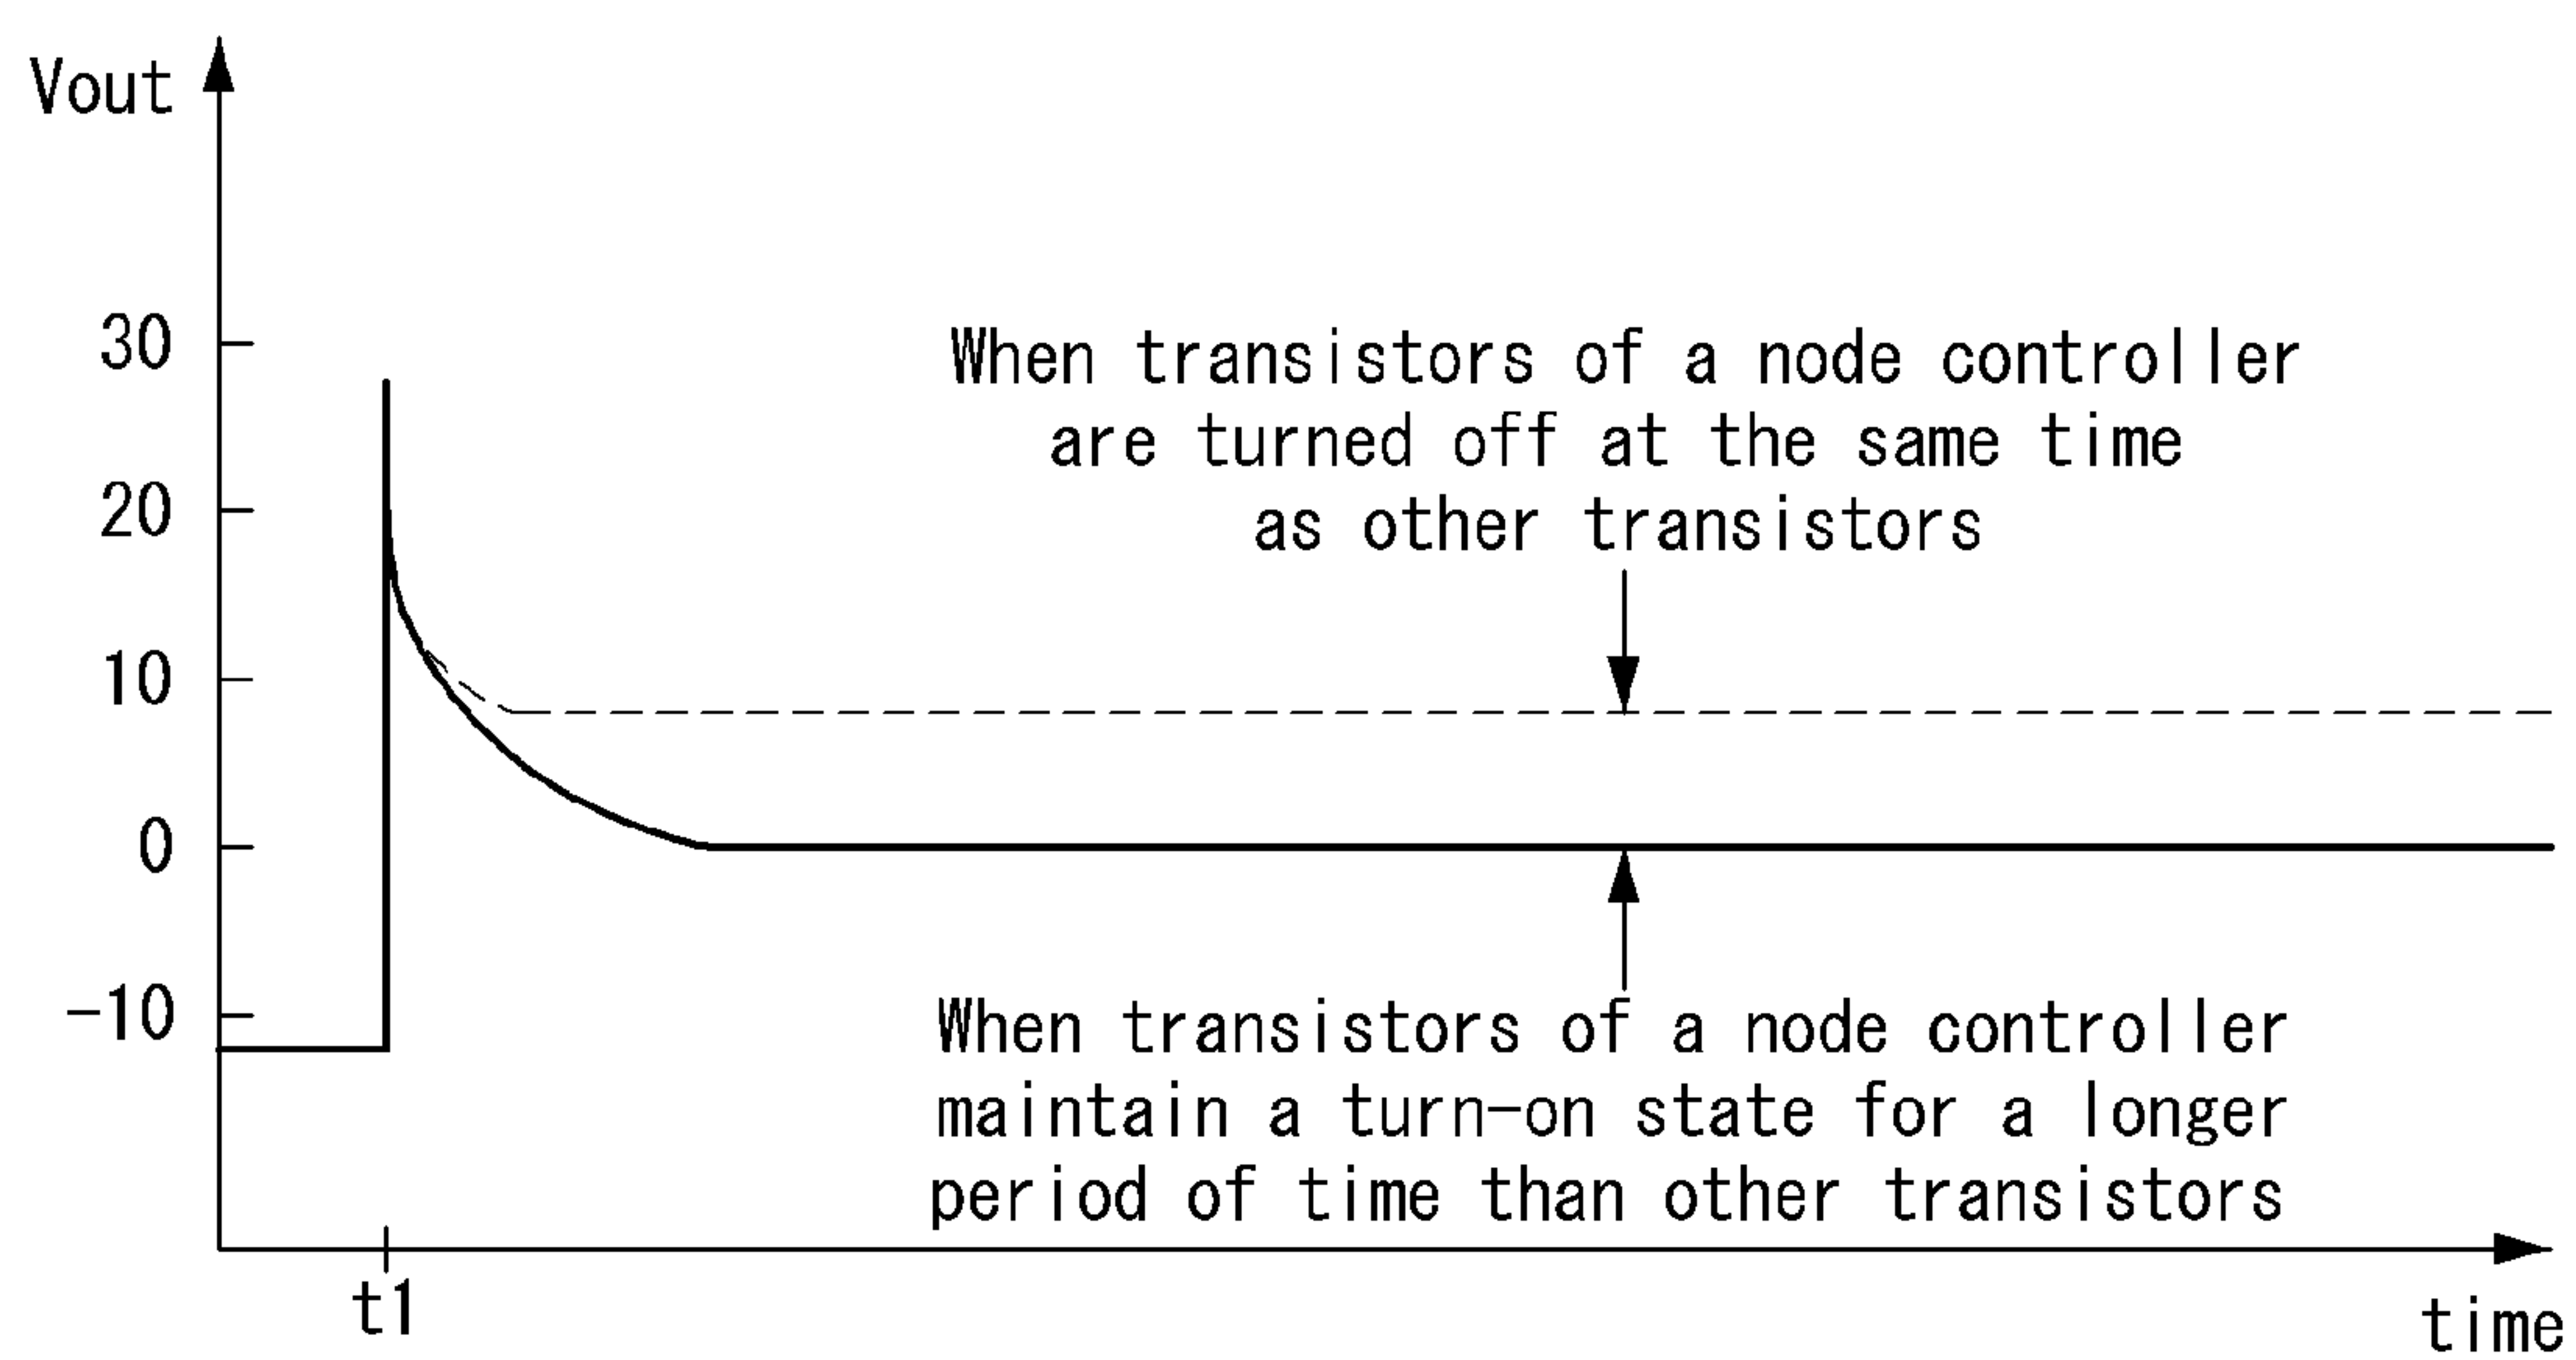 Vout
30
20
10
0
-10
When transistors of a node controller
are turned off at the same time
as other transistors
When transistors of a node controller
maintain a turn-on state for a longer
period of time than other transistors
t1
time